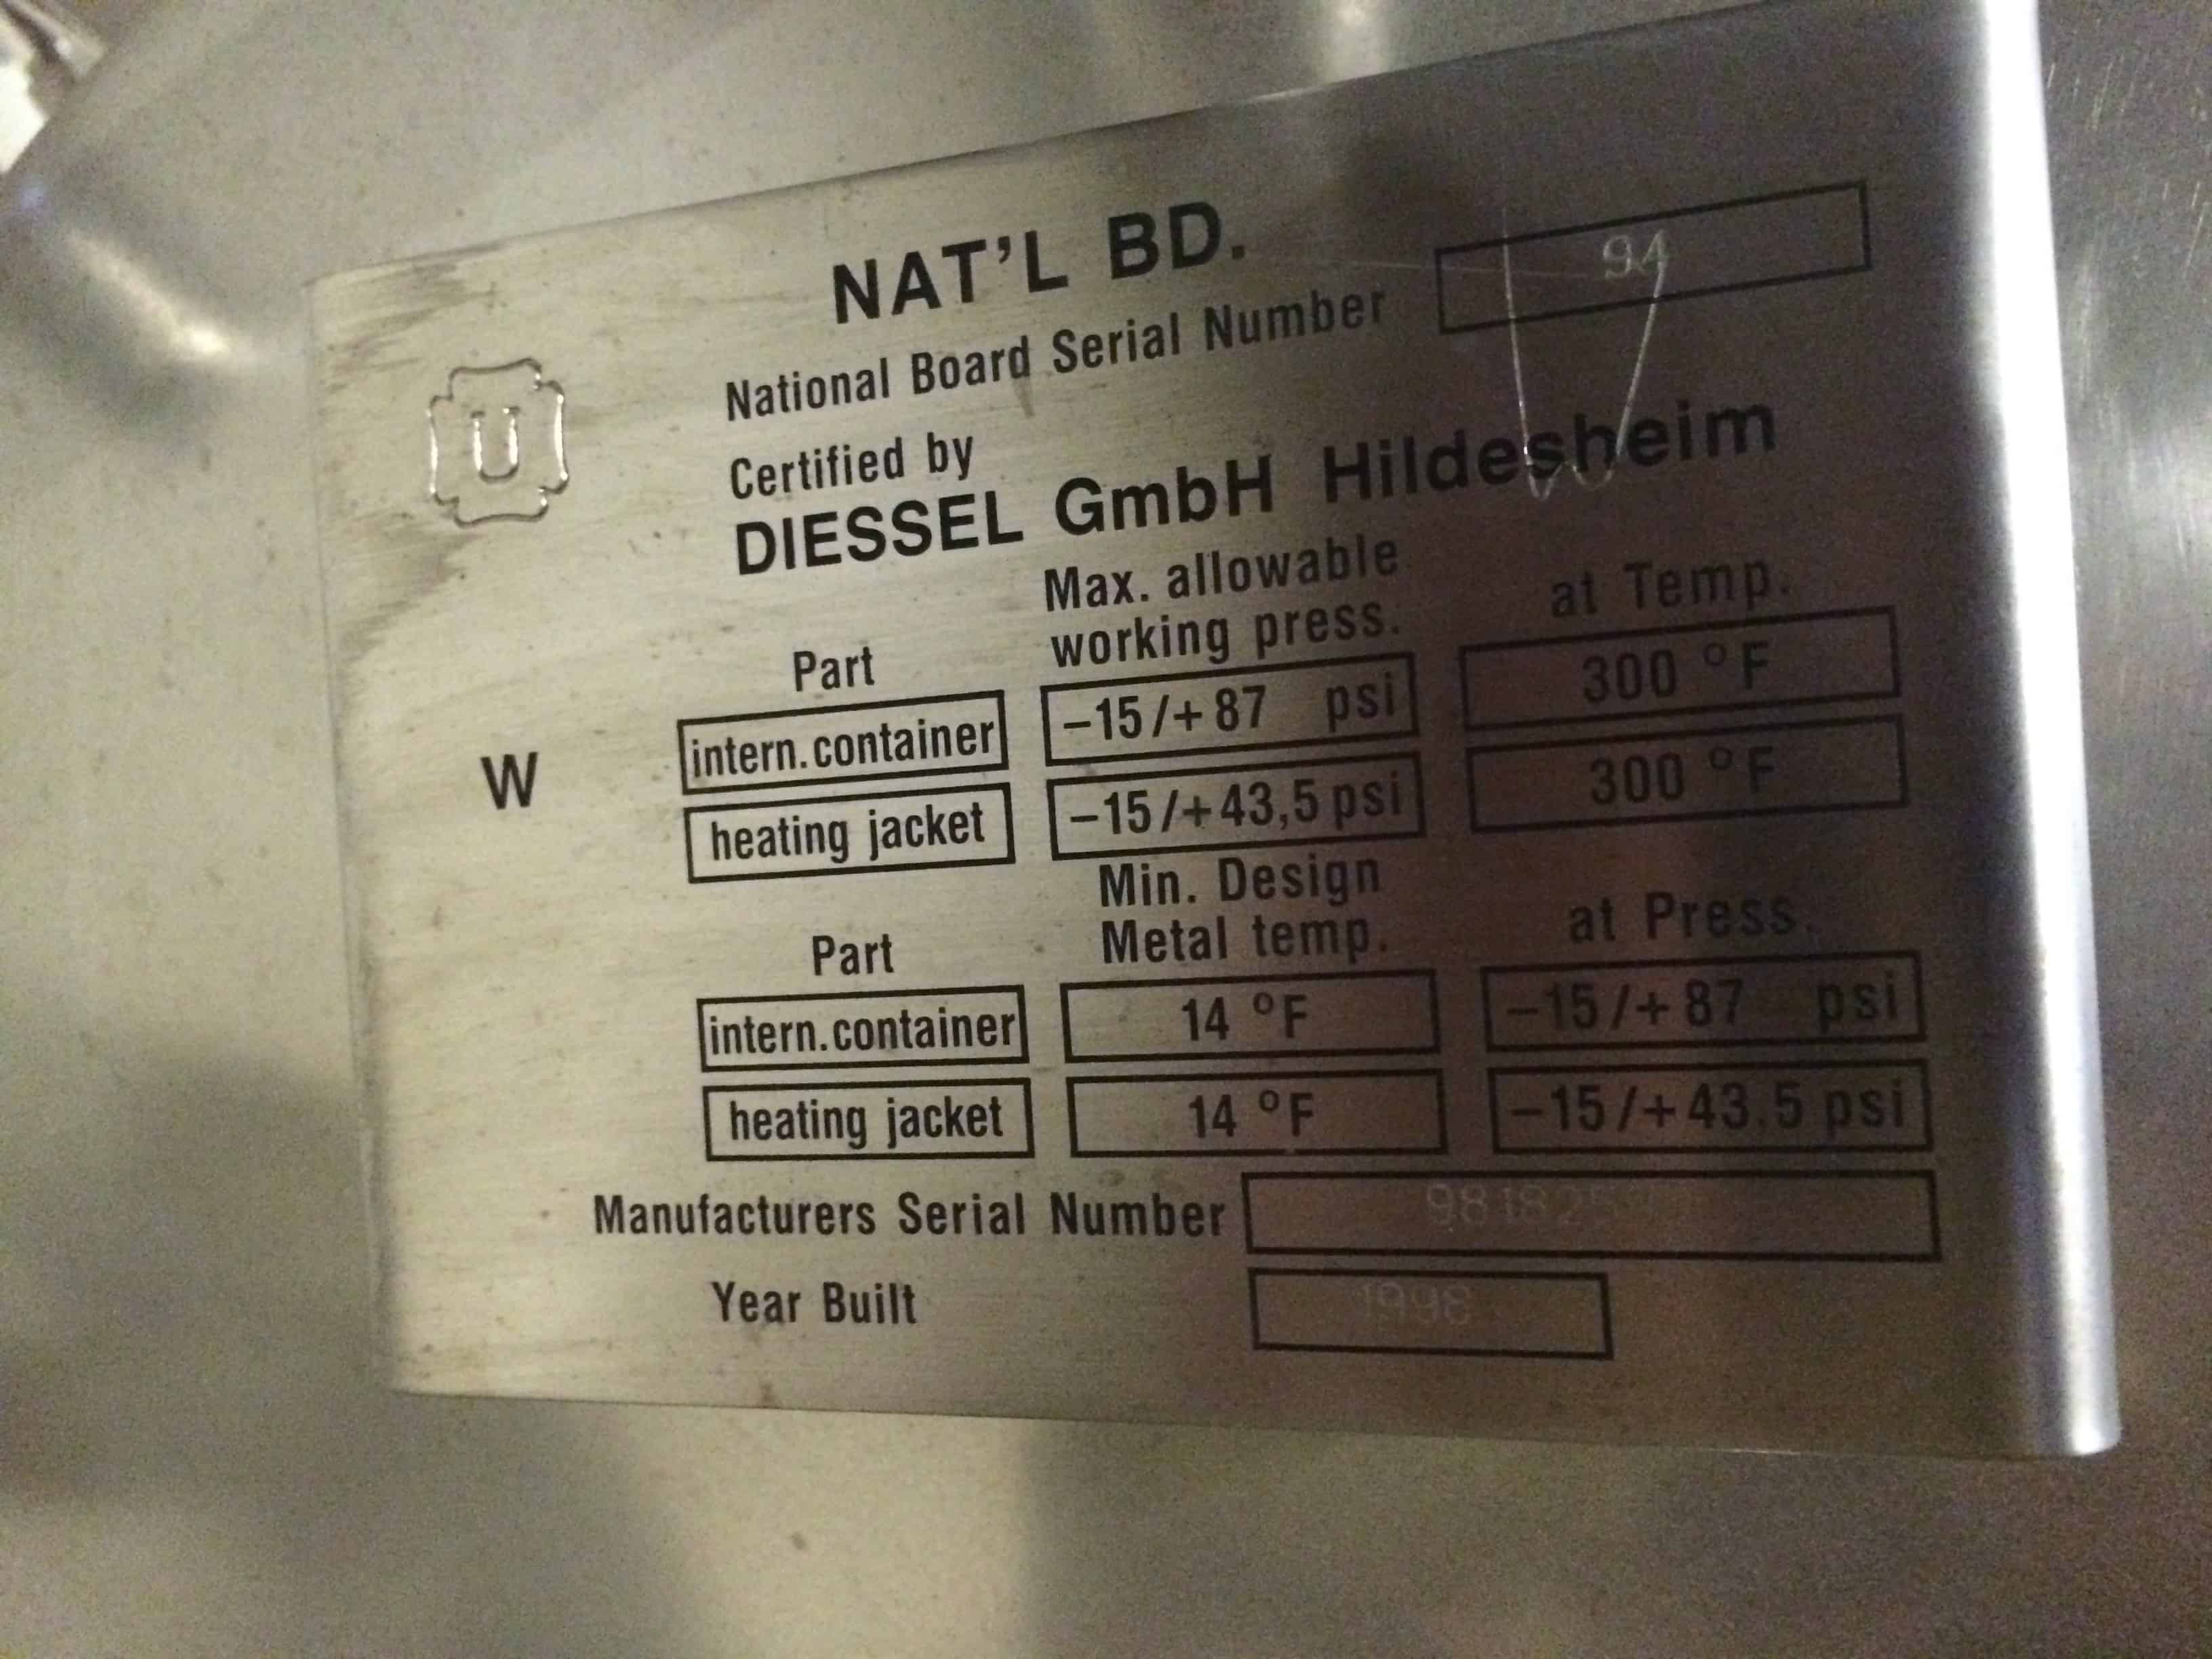 NAT'L BD.
National Board Serial Number 94
U
Certified by
DIESSEL GmbH Hildesheim
Part Max. allowable working press. at Temp.
W
intern.container −15/+87 psi 300 °F
heating jacket −15/+43,5 psi 300 °F
Part Min. Design Metal temp. at Press.
intern.container 14 °F −15/+87 psi
heating jacket 14 °F −15/+43.5 psi
Manufacturers Serial Number
Year Built 1998